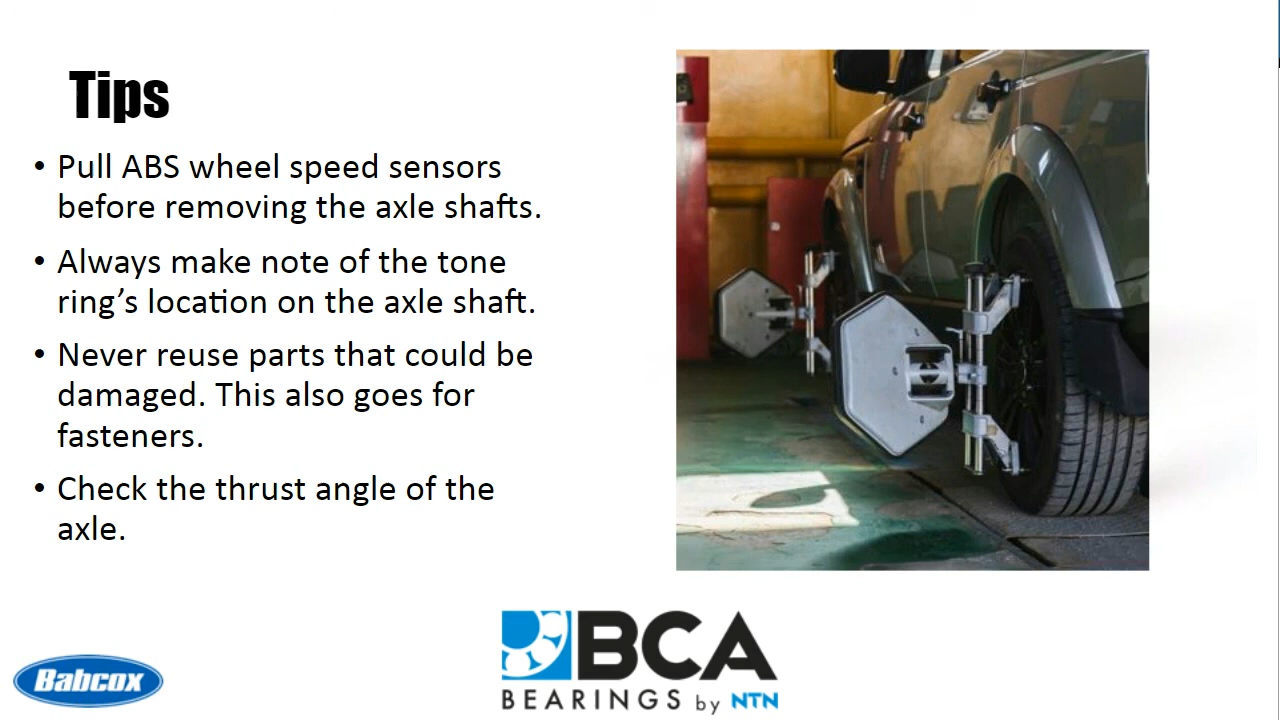 Tips
• Pull ABS wheel speed sensors
before removing the axle shafts.
• Always make note of the tone
ring’s location on the axle shaft.
• Never reuse parts that could be
damaged. This also goes for
fasteners.
• Check the thrust angle of the
axle.
BCA
BEARINGS by NTN
Babcox